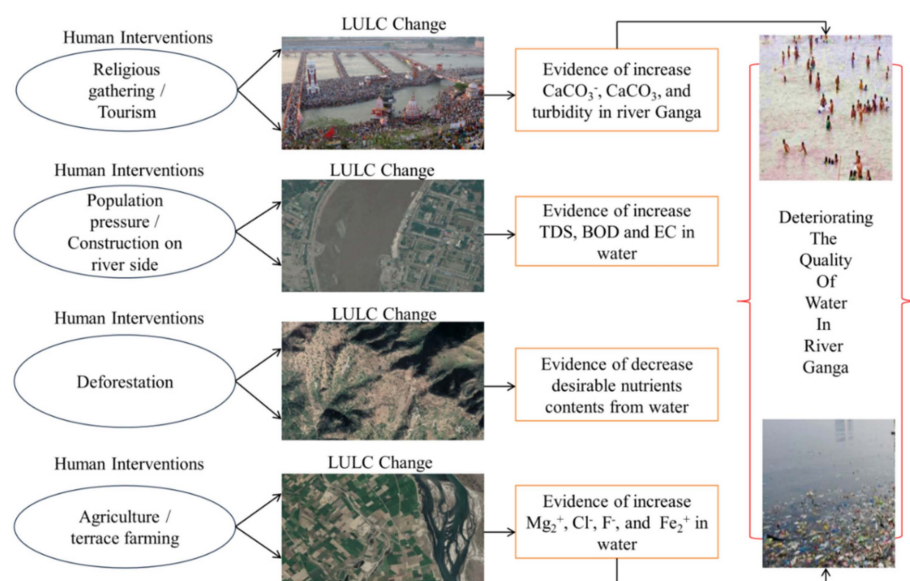 Human Interventions
LULC Change
Religious
gathering /
Tourism
Evidence of increase
CaCO₃⁻, CaCO₃, and
turbidity in river Ganga
Human Interventions
LULC Change
Population
pressure /
Construction on
river side
Evidence of increase
TDS, BOD and EC in
water
Human Interventions
LULC Change
Deforestation
Evidence of decrease
desirable nutrients
contents from water
Human Interventions
LULC Change
Agriculture /
terrace farming
Evidence of increase
Mg₂⁺, Cl⁻, F⁻, and Fe₂⁺ in
water
Deteriorating
The
Quality
Of
Water
In
River
Ganga